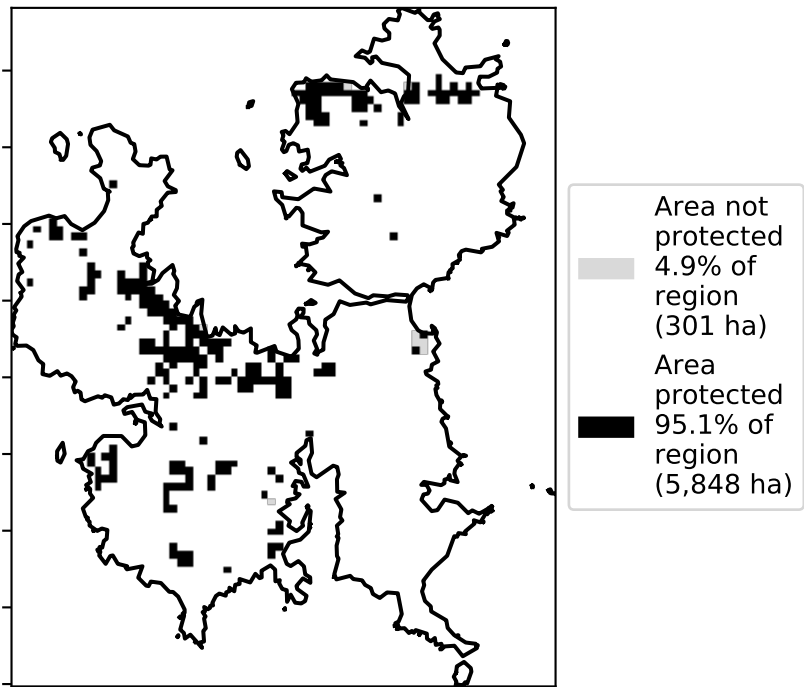 Area not
protected
4.9% of
region
(301 ha)
Area
protected
95.1% of
region
(5,848 ha)